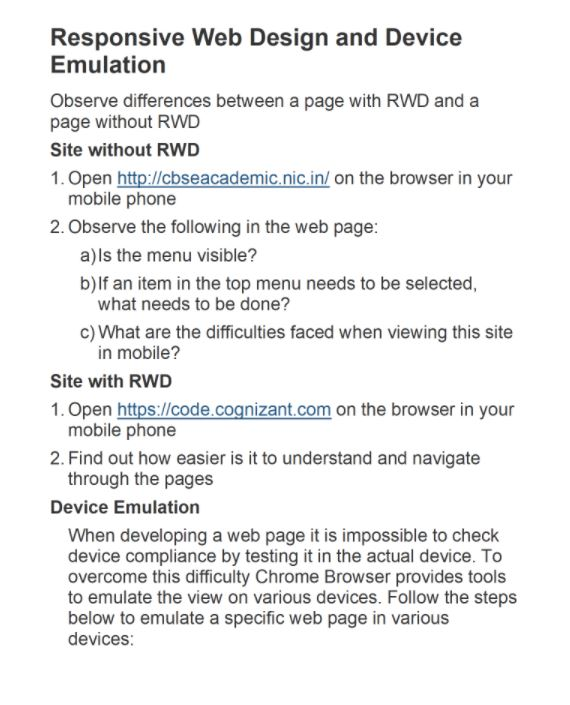 Responsive Web Design and Device
Emulation
Observe differences between a page with RWD and a
page without RWD
Site without RWD
1. Open http://cbseacademic.nic.in/ on the browser in your
mobile phone
2. Observe the following in the web page:
a)Is the menu visible?
b)If an item in the top menu needs to be selected,
what needs to be done?
c) What are the difficulties faced when viewing this site
in mobile?
Site with RWD
1. Open https://code.cognizant.com on the browser in your
mobile phone
2. Find out how easier is it to understand and navigate
through the pages
Device Emulation
When developing a web page it is impossible to check
device compliance by testing it in the actual device. To
overcome this difficulty Chrome Browser provides tools
to emulate the view on various devices. Follow the steps
below to emulate a specific web page in various
devices: